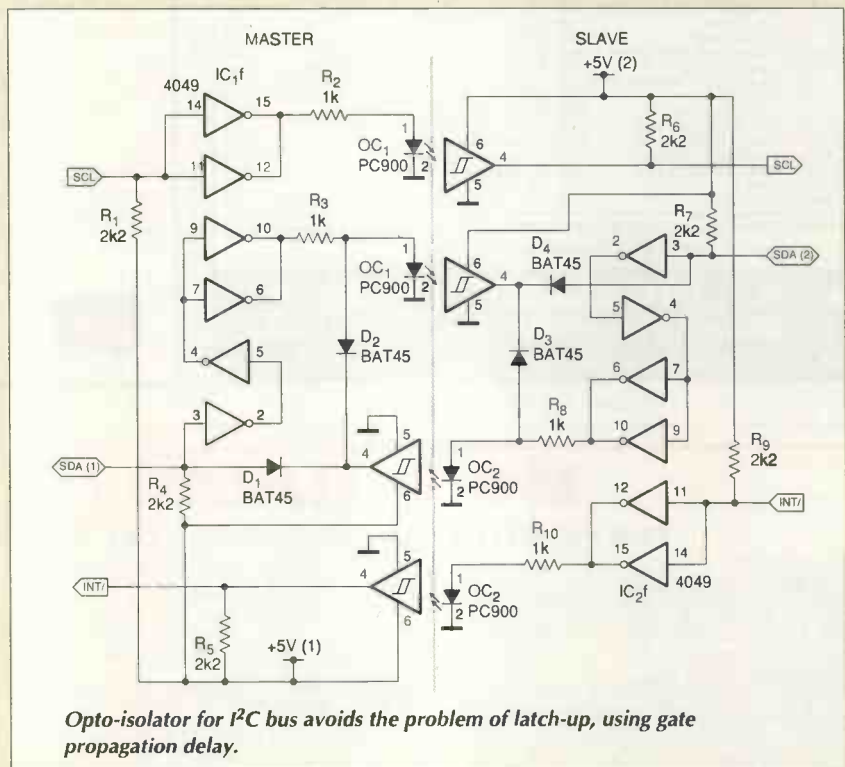 MASTER
SLAVE
+5V (2)
IC1f
4049
14
15
R2
1k
1
OC1
PC900
2
6
4
5
R6
2k2
SCL
SCL
11
12
R1
2k2
R3
1k
9
10
7
6
1
OC1
PC900
2
6
4
5
D4
BAT45
R7
2k2
2
3
SDA (2)
5
4
4
5
D2
BAT45
D3
BAT45
6
7
3
2
R8
1k
10
9
5
4
6
1
OC2
PC900
2
R9
2k2
SDA (1)
D1
BAT45
R4
2k2
12
11
INT/
R10
1k
15
14
4049
IC2f
5
4
6
1
OC2
PC900
2
INT/
R5
2k2
+5V (1)
Opto-isolator for I²C bus avoids the problem of latch-up, using gate
propagation delay.